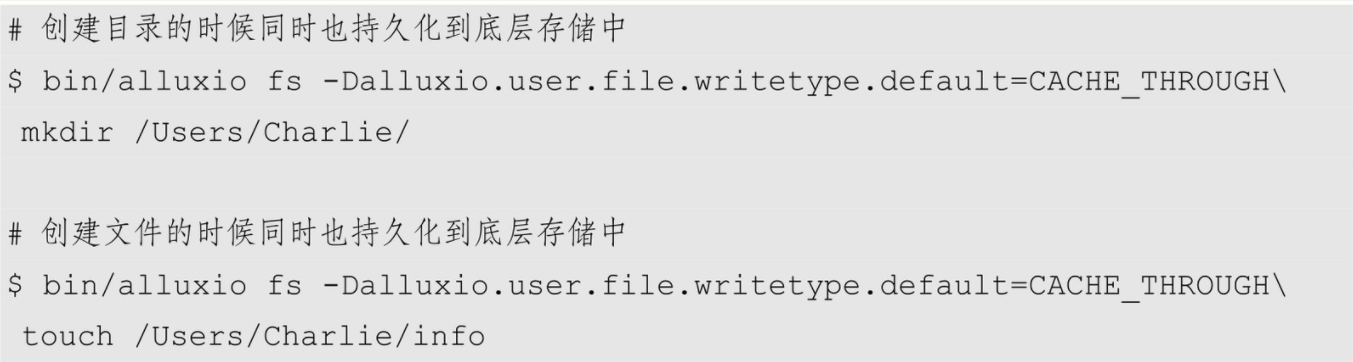 # 创建目录的时候同时也持久化到底层存储中
$ bin/alluxio fs -Dalluxio.user.file.writetype.default=CACHE_THROUGH\
mkdir /Users/Charlie/
# 创建文件的时候同时也持久化到底层存储中
$ bin/alluxio fs -Dalluxio.user.file.writetype.default=CACHE_THROUGH\
touch /Users/Charlie/info